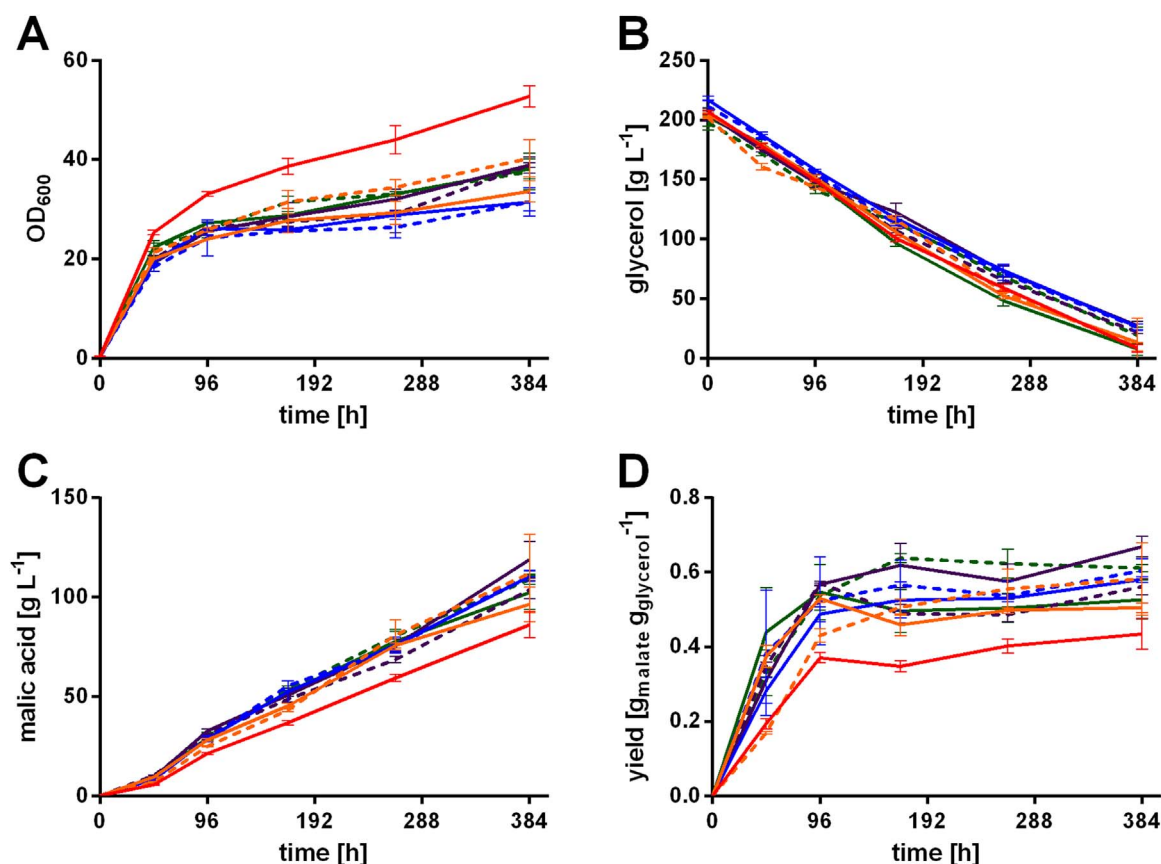 A
60
40
20
0
OD600
0 96 192 288 384
time [h]
B
250
200
150
100
50
0
glycerol [g L-1]
0 96 192 288 384
time [h]
C
150
100
50
0
malic acid [g L-1]
0 96 192 288 384
time [h]
D
0.8
0.6
0.4
0.2
0.0
yield [gmalate gglycerol-1]
0 96 192 288 384
time [h]